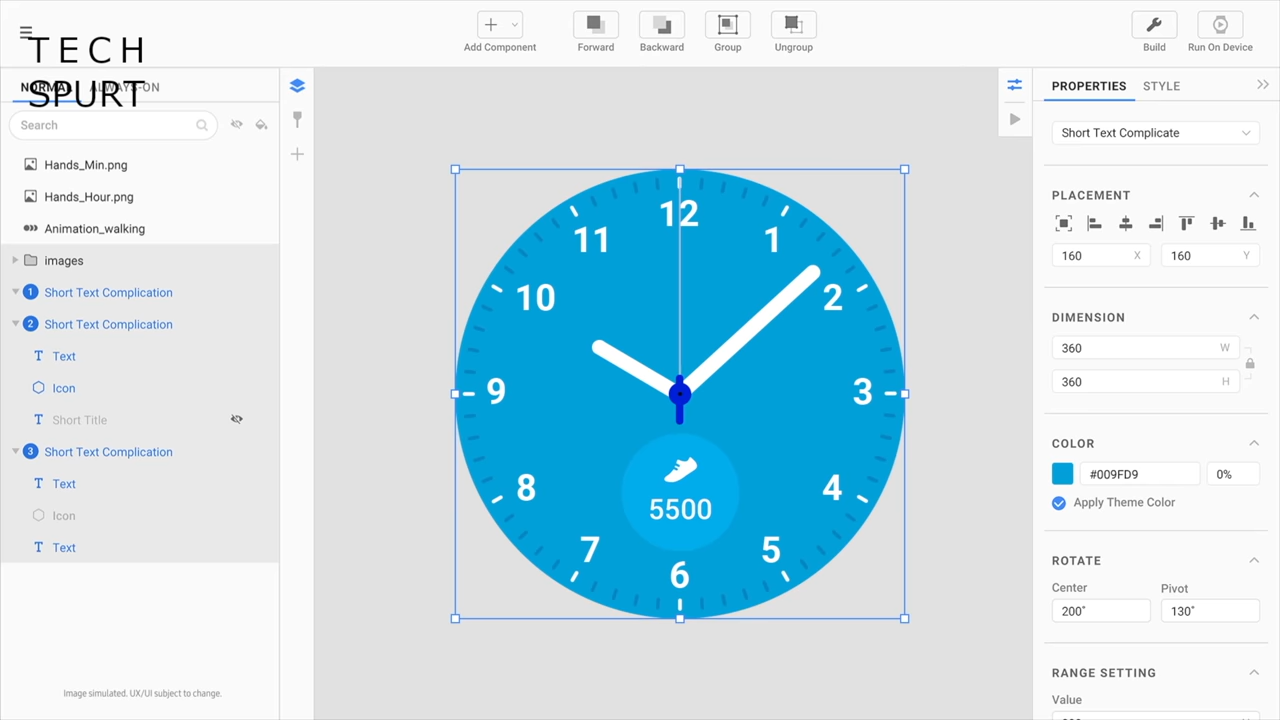 TECH
SPURT
Add Component
Forward
Backward
Group
Ungroup
Build
Run On Device
NORMAL
ALWAYS-ON
Search
Hands_Min.png
Hands_Hour.png
Animation_walking
images
1 Short Text Complication
2 Short Text Complication
T Text
Icon
T Short Title
3 Short Text Complication
T Text
Icon
T Text
Image simulated. UX/UI subject to change.
12
11
1
10
2
9
3
8
4
7
5
6
5500
PROPERTIES
STYLE
Short Text Complicate
PLACEMENT
160 X
160 Y
DIMENSION
360 W
360 H
COLOR
#009FD9
0%
Apply Theme Color
ROTATE
Center
Pivot
200°
130°
RANGE SETTING
Value